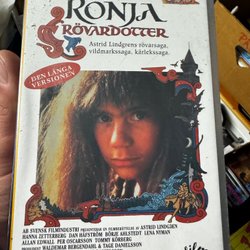 RONJA
RÖVARDOTTER
Astrid Lindgrens rövarsaga,
vildmarkssaga, kärlekssaga.
DEN LÅNGA
VERSIONEN
AB SVENSK FILMINDUSTRI PRESENTERAR EN FILMBERÄTTELSE AV ASTRID LINDGREN
HANNA ZETTERBERG DAN HÅFSTRÖM BÖRJE AHLSTEDT LENA NYMAN
ALLAN EDWALL PER OSCARSSON TOMMY KÖRBERG
PRODUCENT WALDEMAR BERGENDAHL REGI TAGE DANIELSSON